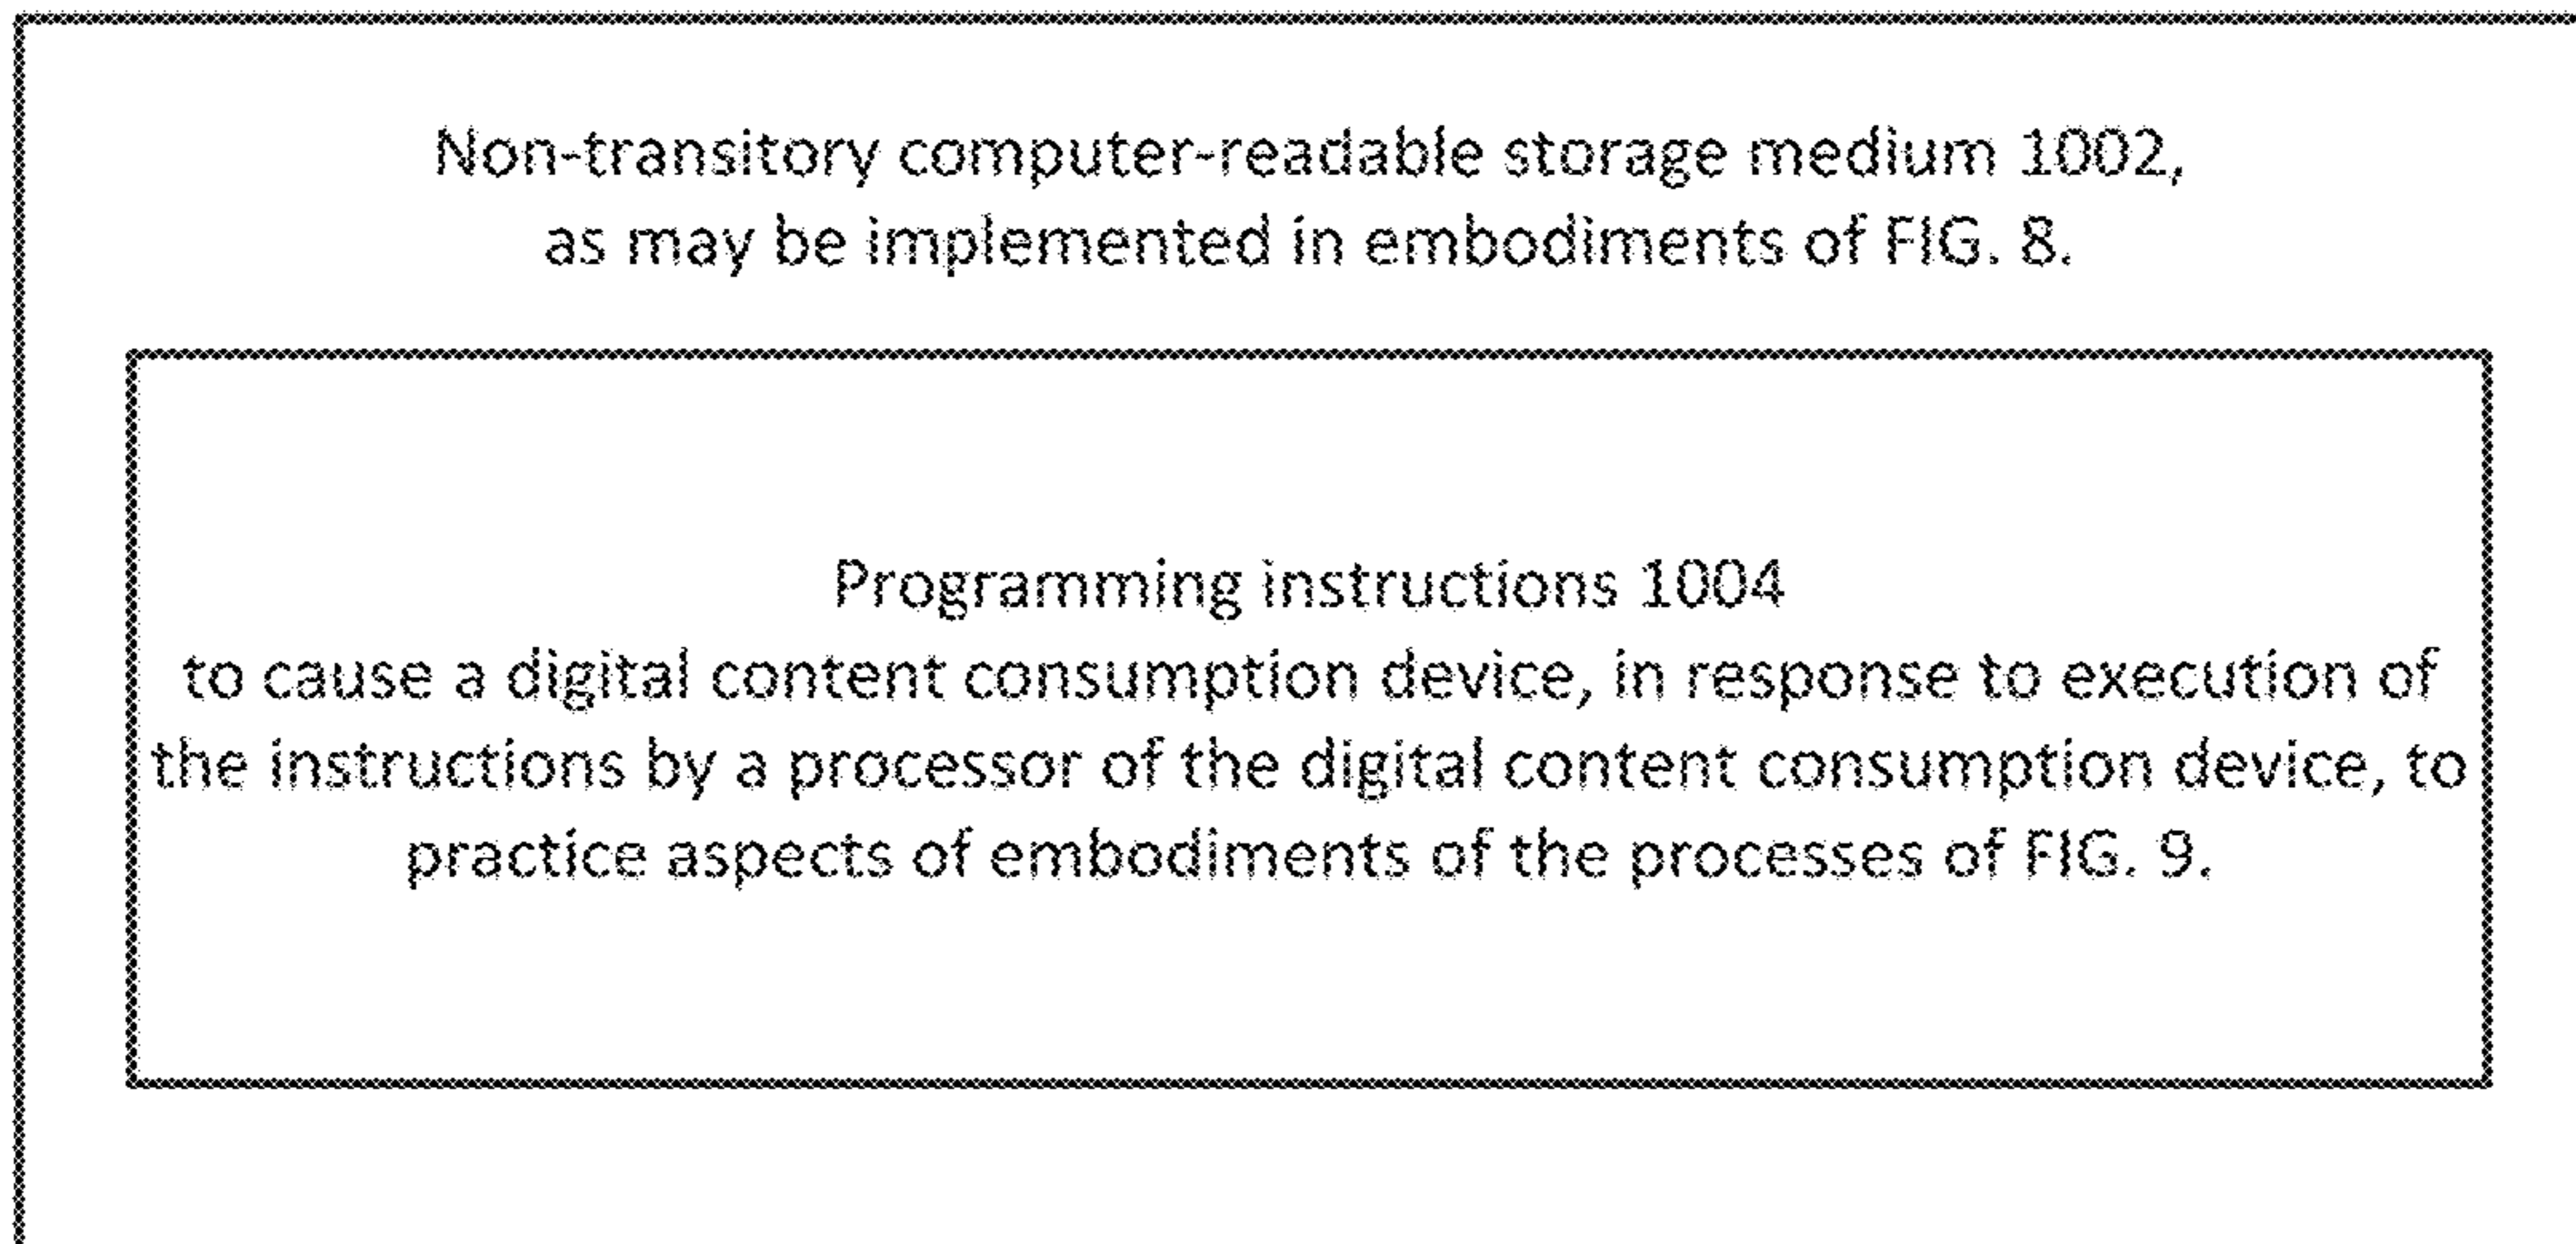 Non-transitory computer-readable storage medium 1002,
as may be implemented in embodiments of FIG. 8.
Programming instructions 1004
to cause a digital content consumption device, in response to execution of
the instructions by a processor of the digital content consumption device, to
practice aspects of embodiments of the processes of FIG. 9.